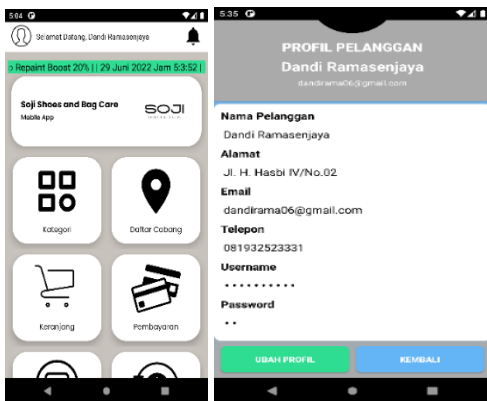 5:04
Selamat Datang, Dandi Ramasenjaya
Repaint Boost 20% | | 29 Juni 2022 Jam 5:3:52 |
Soji Shoes and Bag Care
Mobile App
SOJI
Kategori
Daftar Cabang
Keranjang
Pembayaran
5:35
PROFIL PELANGGAN
Dandi Ramasenjaya
dandirama06@gmail.com
Nama Pelanggan
Dandi Ramasenjaya
Alamat
Jl. H. Hasbi IV/No.02
Email
dandirama06@gmail.com
Telepon
081932523331
Username
••••••••••
Password
••
UBAH PROFIL
KEMBALI